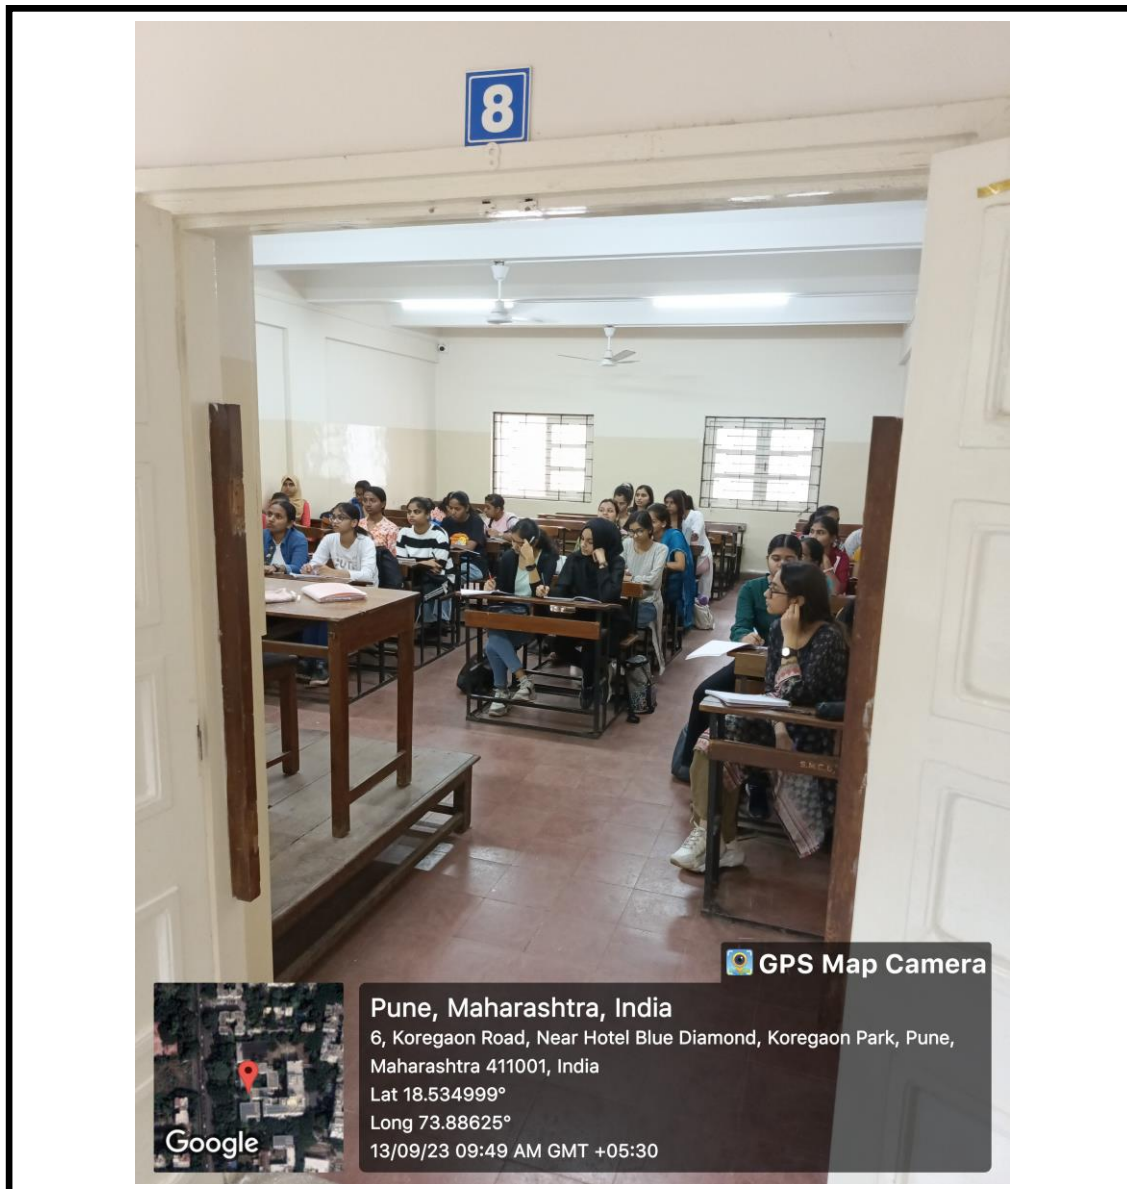 8
GPS Map Camera
Pune, Maharashtra, India
6, Koregaon Road, Near Hotel Blue Diamond, Koregaon Park, Pune,
Maharashtra 411001, India
Lat 18.534999°
Long 73.88625°
13/09/23 09:49 AM GMT +05:30
Google